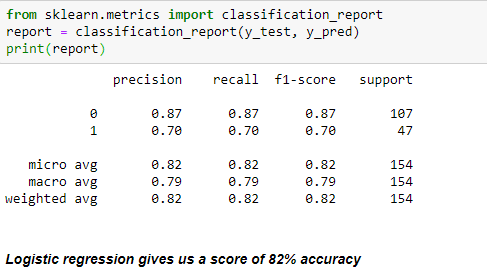 from sklearn.metrics import classification_report
report = classification_report(y_test, y_pred)
print(report)
precision recall f1-score support
0 0.87 0.87 0.87 107
1 0.70 0.70 0.70 47
micro avg 0.82 0.82 0.82 154
macro avg 0.79 0.79 0.79 154
weighted avg 0.82 0.82 0.82 154
Logistic regression gives us a score of 82% accuracy